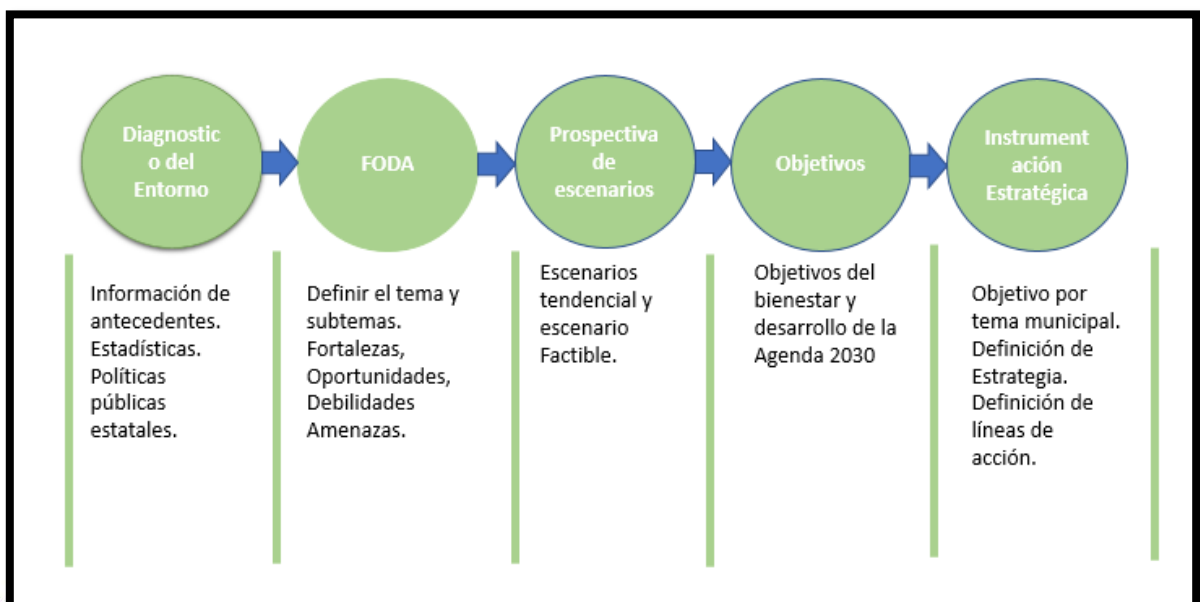 Diagnostic
o del
Entorno
FODA
Prospectiva
de
escenarios
Objetivos
Instrument
ación
Estratégica
Información de
antecedentes.
Estadísticas.
Políticas
públicas
estatales.
Definir el tema y
subtemas.
Fortalezas,
Oportunidades,
Debilidades
Amenazas.
Escenarios
tendencial y
escenario
Factible.
Objetivos del
bienestar y
desarrollo de la
Agenda 2030
Objetivo por
tema municipal.
Definición de
Estrategia.
Definición de
líneas de
acción.